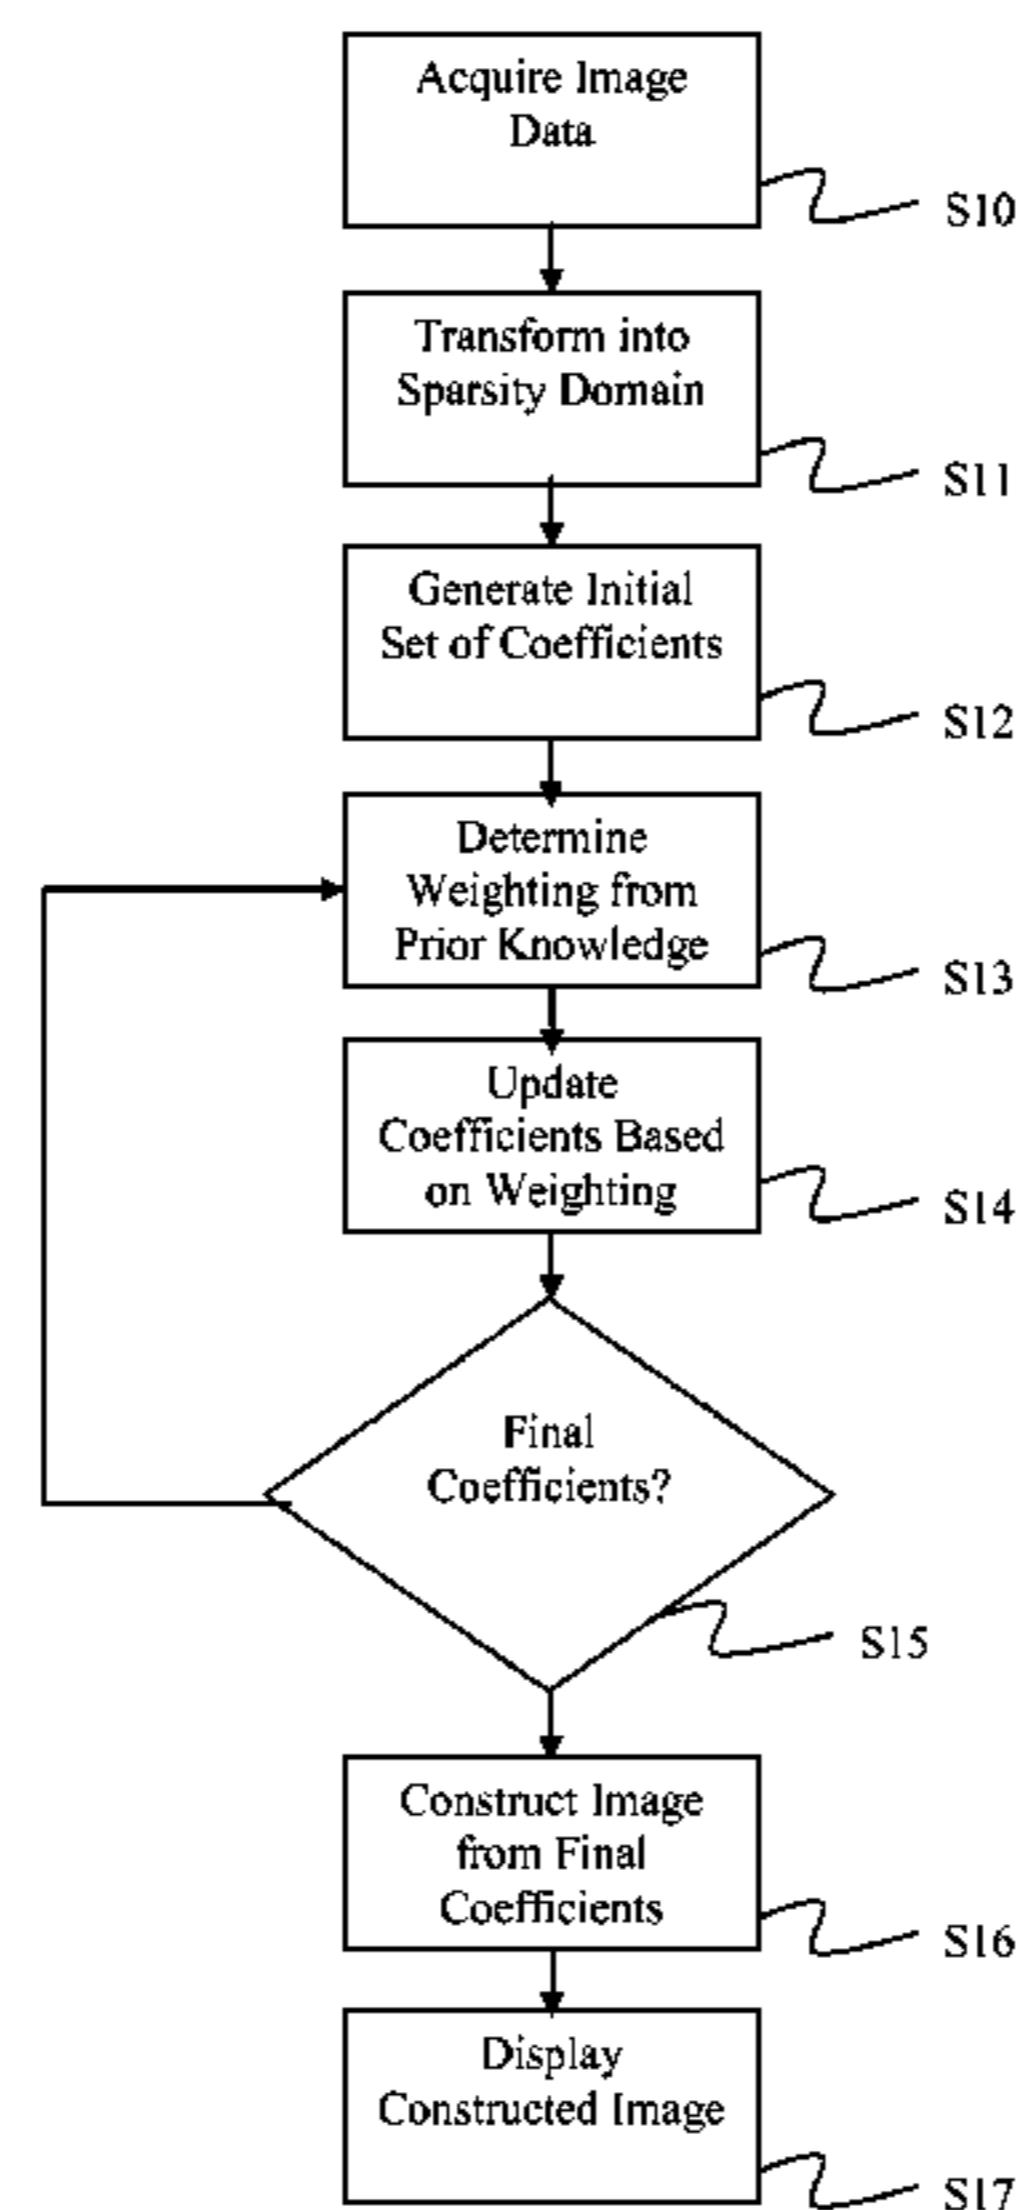 Acquire Image
Data
S10
Transform into
Sparsity Domain
S11
Generate Initial
Set of Coefficients
S12
Determine
Weighting from
Prior Knowledge
S13
Update
Coefficients Based
on Weighting
S14
Final
Coefficients?
S15
Construct Image
from Final
Coefficients
S16
Display
Constructed Image
S17